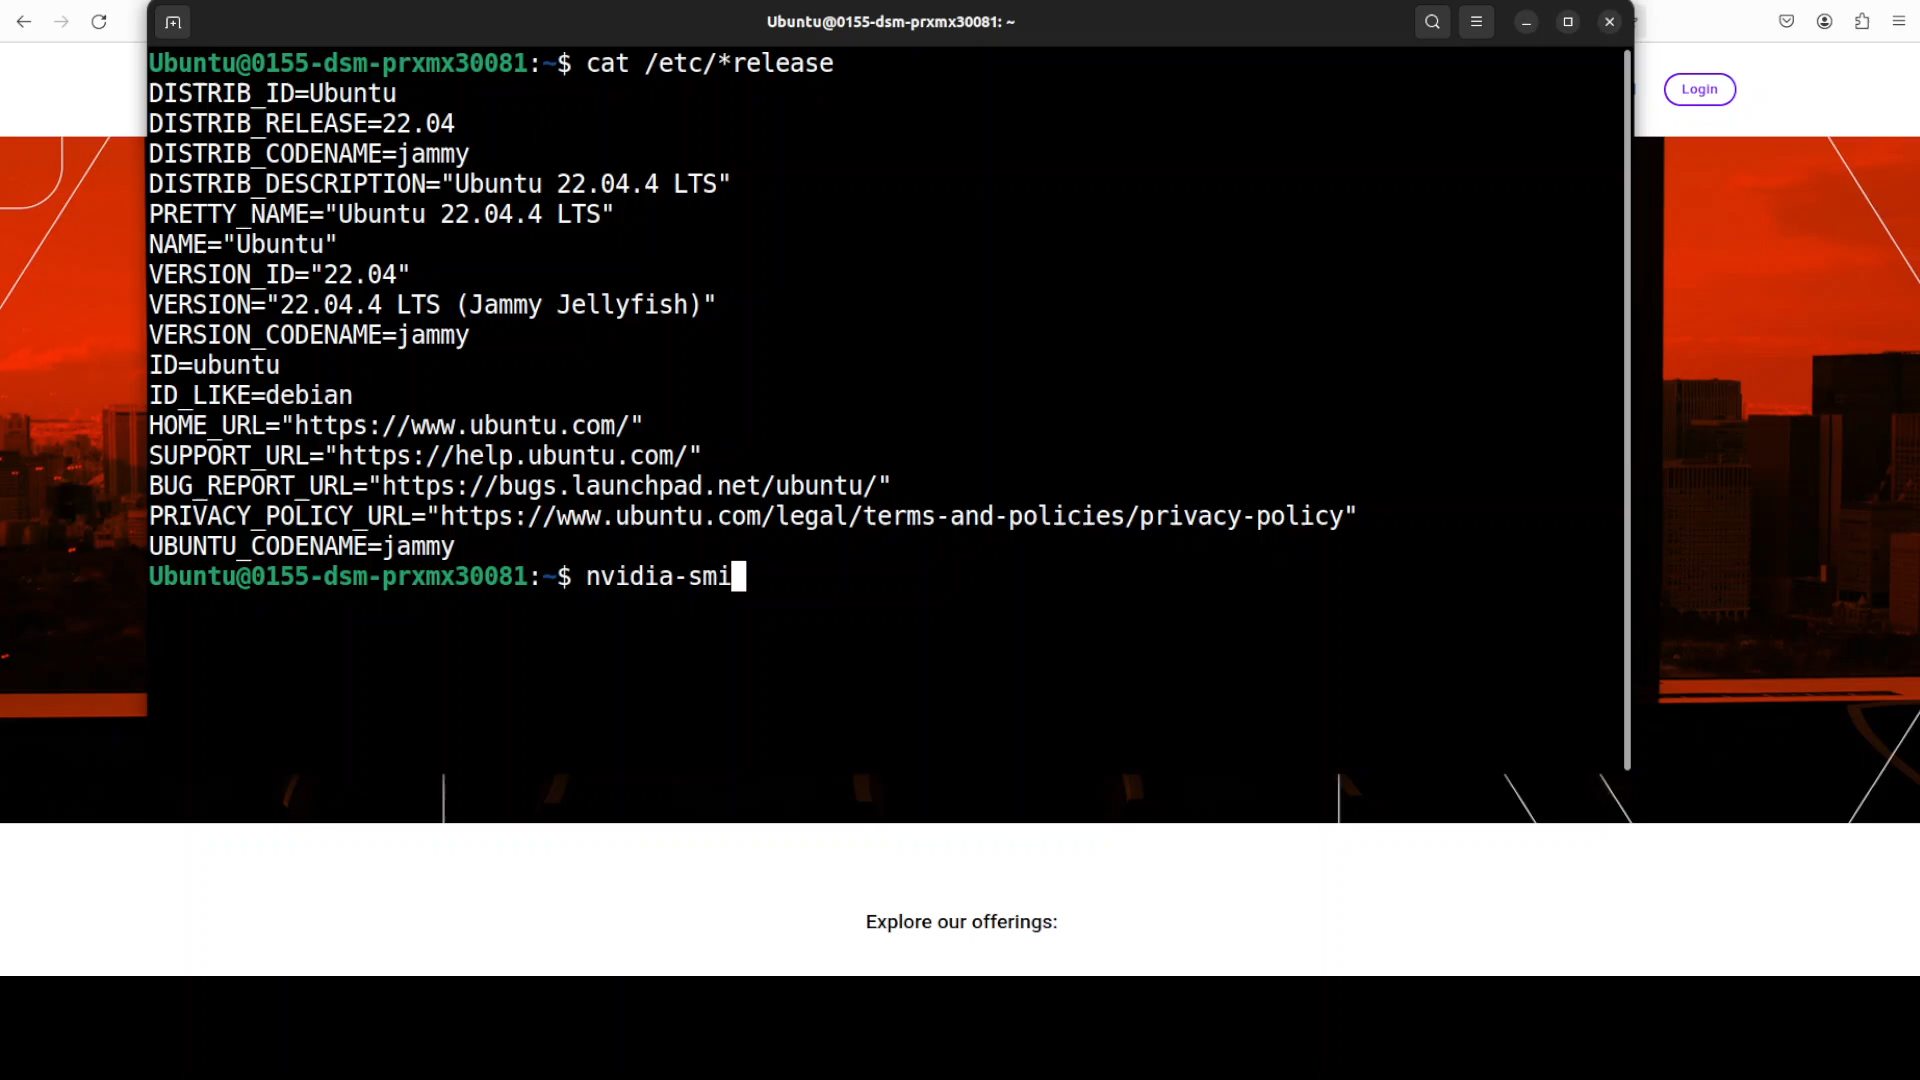 Ubuntu@0155-dsm-prxmx30081: ~
Login
Ubuntu@0155-dsm-prxmx30081:~$ cat /etc/*release
DISTRIB_ID=Ubuntu
DISTRIB_RELEASE=22.04
DISTRIB_CODENAME=jammy
DISTRIB_DESCRIPTION="Ubuntu 22.04.4 LTS"
PRETTY_NAME="Ubuntu 22.04.4 LTS"
NAME="Ubuntu"
VERSION_ID="22.04"
VERSION="22.04.4 LTS (Jammy Jellyfish)"
VERSION_CODENAME=jammy
ID=ubuntu
ID_LIKE=debian
HOME_URL="https://www.ubuntu.com/"
SUPPORT_URL="https://help.ubuntu.com/"
BUG_REPORT_URL="https://bugs.launchpad.net/ubuntu/"
PRIVACY_POLICY_URL="https://www.ubuntu.com/legal/terms-and-policies/privacy-policy"
UBUNTU_CODENAME=jammy
Ubuntu@0155-dsm-prxmx30081:~$ nvidia-smi
Explore our offerings: